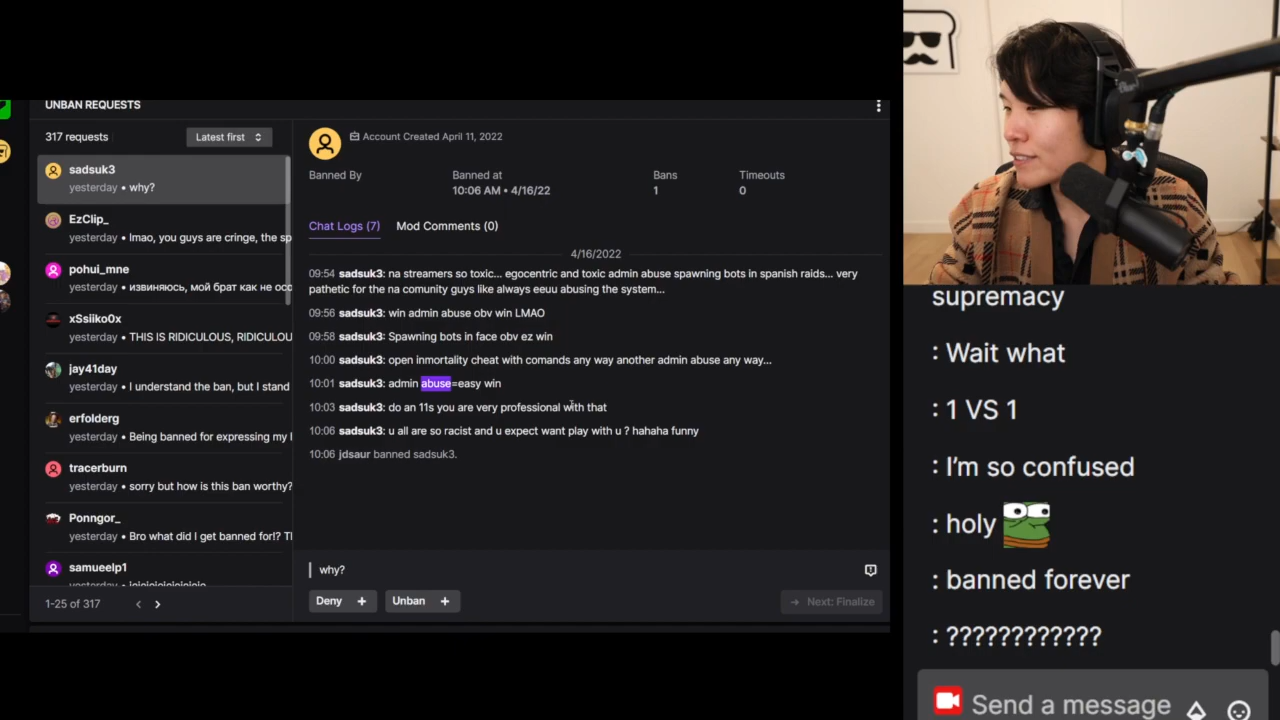 UNBAN REQUESTS
317 requests
Latest first
sadsuk3
yesterday • why?
EzClip_
yesterday • lmao, you guys are cringe, the sp
pohui_mne
yesterday • извиняюсь, мой брат как не осо
xSsiiko0x
yesterday • THIS IS RIDICULOUS, RIDICULOU
jay41day
yesterday • I understand the ban, but I stand
erfolderg
yesterday • Being banned for expressing my
tracerburn
yesterday • sorry but how is this ban worthy?
Ponngor_
yesterday • Bro what did I get banned for!?
samueelp1
yesterday •
1-25 of 317
Account Created April 11, 2022
Banned By
Banned at
Bans
Timeouts
10:06 AM • 4/16/22
1
0
Chat Logs (7)
Mod Comments (0)
4/16/2022
09:54 sadsuk3: na streamers so toxic... egocentric and toxic admin abuse spawning bots in spanish raids... very
pathetic for the na comunity guys like always eeuu abusing the system...
09:56 sadsuk3: win admin abuse obv win LMAO
09:58 sadsuk3: Spawning bots in face obv ez win
10:00 sadsuk3: open inmortality cheat with comands any way another admin abuse any way...
10:01 sadsuk3: admin abuse=easy win
10:03 sadsuk3: do an 11s you are very professional with that
10:06 sadsuk3: u all are so racist and u expect want play with u ? hahaha funny
10:06 jdsaur banned sadsuk3.
why?
Deny +
Unban +
Next: Finalize
supremacy
: Wait what
: 1 VS 1
: I'm so confused
: holy
: banned forever
: ????????????
Send a message